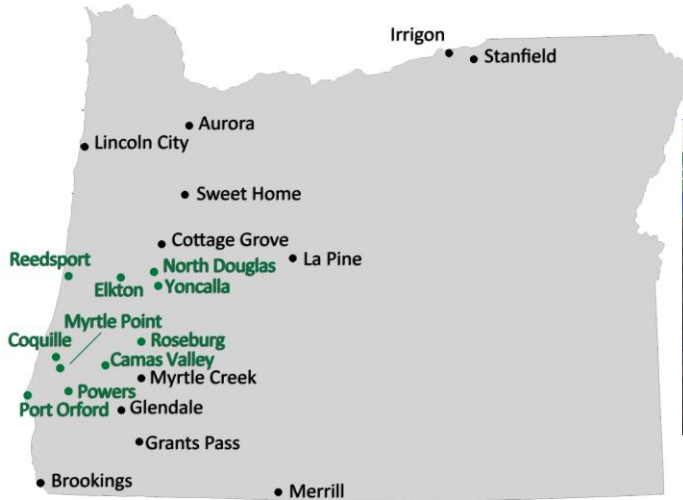 Irrigon
Stanfield
Aurora
Lincoln City
Sweet Home
Cottage Grove
La Pine
Reedsport
North Douglas
Elkton
Yoncalla
Myrtle Point
Coquille
Roseburg
Camas Valley
Myrtle Creek
Powers
Port Orford
Glendale
Grants Pass
Brookings
Merrill